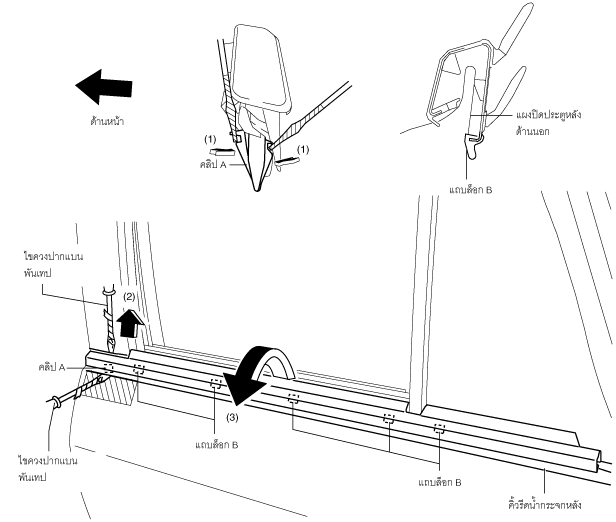 ด้านหน้า
(1)
(1)
คลิป A
แผงปิดประตูหลัง
ด้านนอก
แถบล็อก B
ไขควงปากแบน
พันเทป
(2)
คลิป A
(3)
แถบล็อก B
ไขควงปากแบน
พันเทป
แถบล็อก B
คิ้วรีดน้ำกระจกหลัง